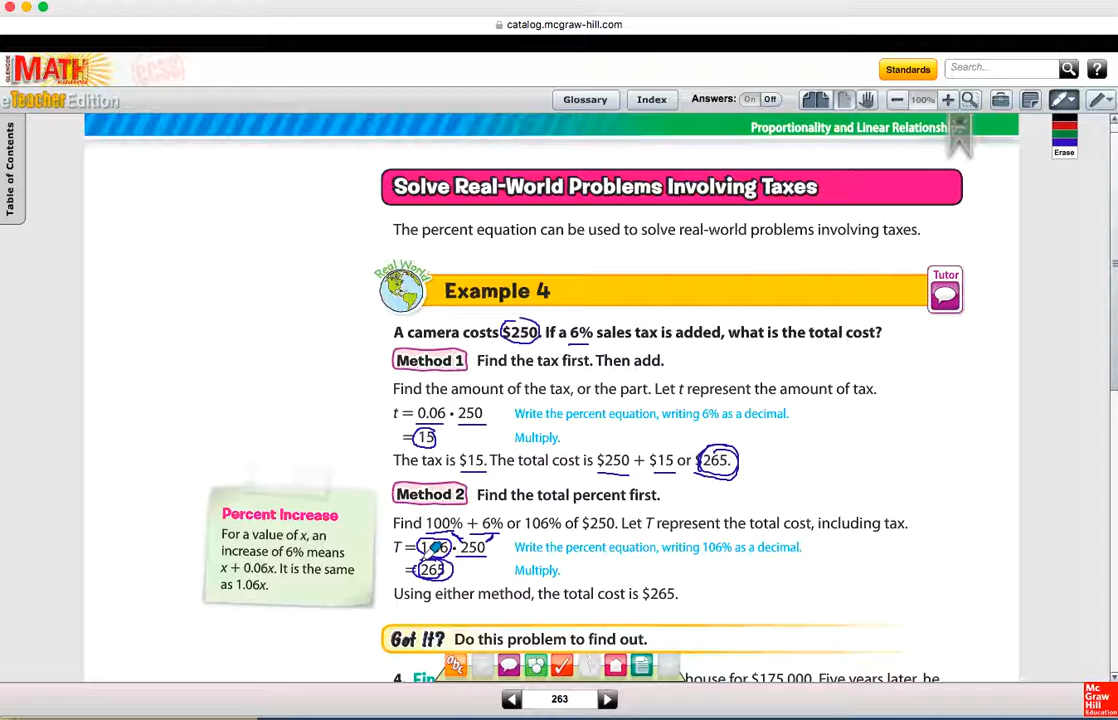 catalog.mcgraw-hill.com
GLENCOE
MATH
ACCELERATED
ccss
eTeacherEdition
Standards
Search...
?
Glossary
Index
Answers: On Off
100%
Table of Contents
Proportionality and Linear Relationsh
Erase
Solve Real-World Problems Involving Taxes
The percent equation can be used to solve real-world problems involving taxes.
Real World
Example 4
Tutor
A camera costs $250. If a 6% sales tax is added, what is the total cost?
Method 1 Find the tax first. Then add.
Find the amount of the tax, or the part. Let t represent the amount of tax.
t = 0.06 • 250 Write the percent equation, writing 6% as a decimal.
= 15 Multiply.
The tax is $15. The total cost is $250 + $15 or $265.
Method 2 Find the total percent first.
Find 100% + 6% or 106% of $250. Let T represent the total cost, including tax.
T = 1.06 • 250 Write the percent equation, writing 106% as a decimal.
= 265 Multiply.
Using either method, the total cost is $265.
Percent Increase
For a value of x, an
increase of 6% means
x + 0.06x. It is the same
as 1.06x.
Got It? Do this problem to find out.
abc
4. Fin house for $175,000. Five years later, he
263
Mc
Graw
Hill
Education